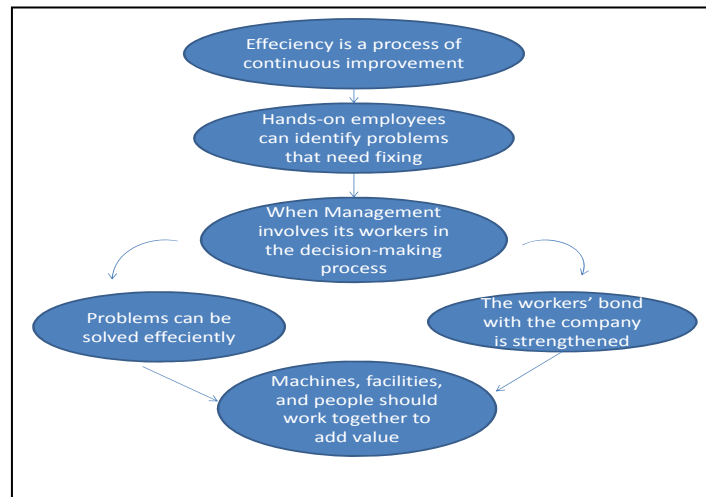 Effeciency is a process of
continuous improvement
Hands-on employees
can identify problems
that need fixing
When Management
involves its workers in
the decision-making
process
Problems can be
solved effeciently
The workers’ bond
with the company
is strengthened
Machines, facilities,
and people should
work together to
add value